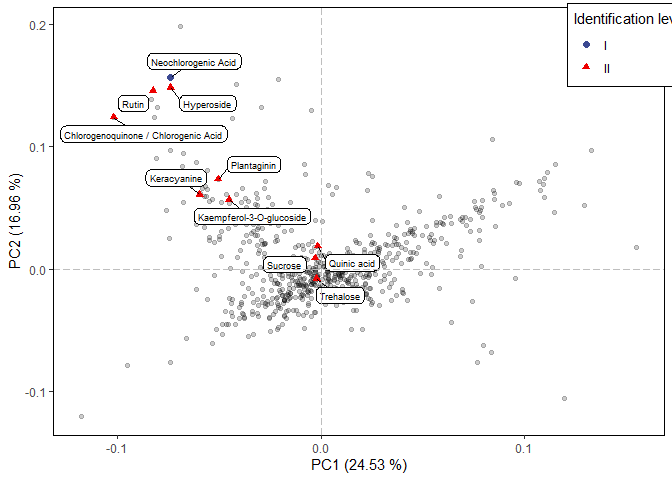 Identification lev
I
II
0.2
0.1
0.0
-0.1
PC2 (16.96 %)
Neochlorogenic Acid
Rutin
Hyperoside
Chlorogenoquinone / Chlorogenic Acid
Plantaginin
Keracyanine
Kaempferol-3-O-glucoside
Sucrose
Quinic acid
Trehalose
-0.1
0.0
0.1
PC1 (24.53 %)